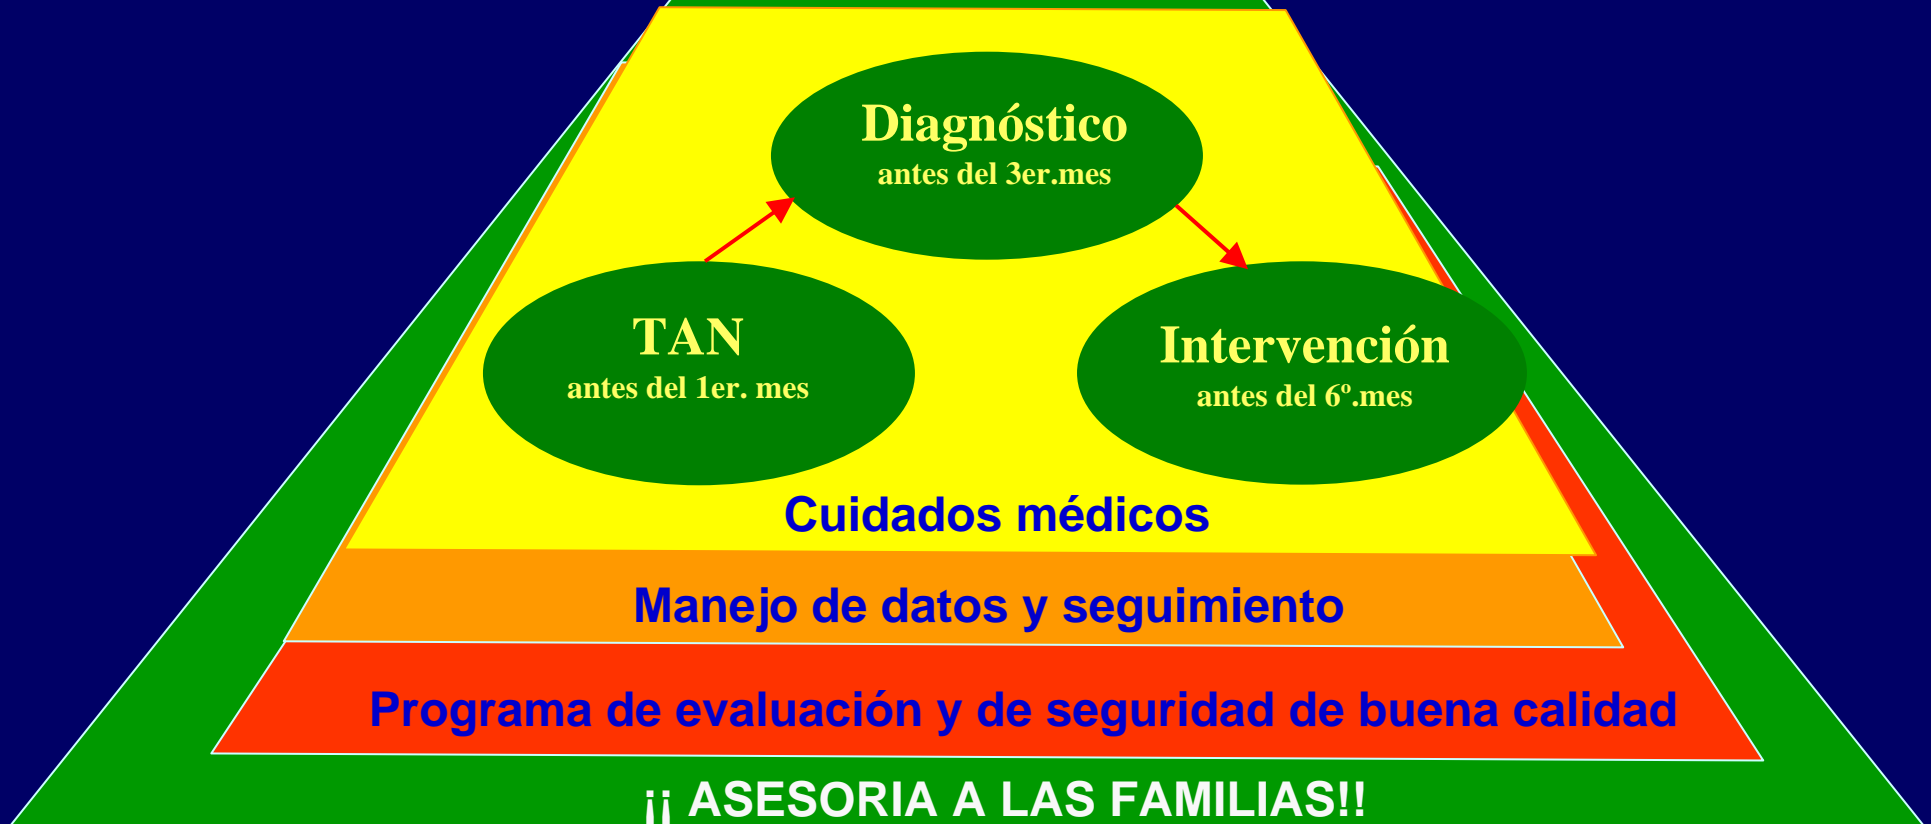 Diagnóstico
antes del 3er.mes
TAN
antes del 1er. mes
Intervención
antes del 6º.mes
Cuidados médicos
Manejo de datos y seguimiento
Programa de evaluación y de seguridad de buena calidad
¡¡ ASESORIA A LAS FAMILIAS!!